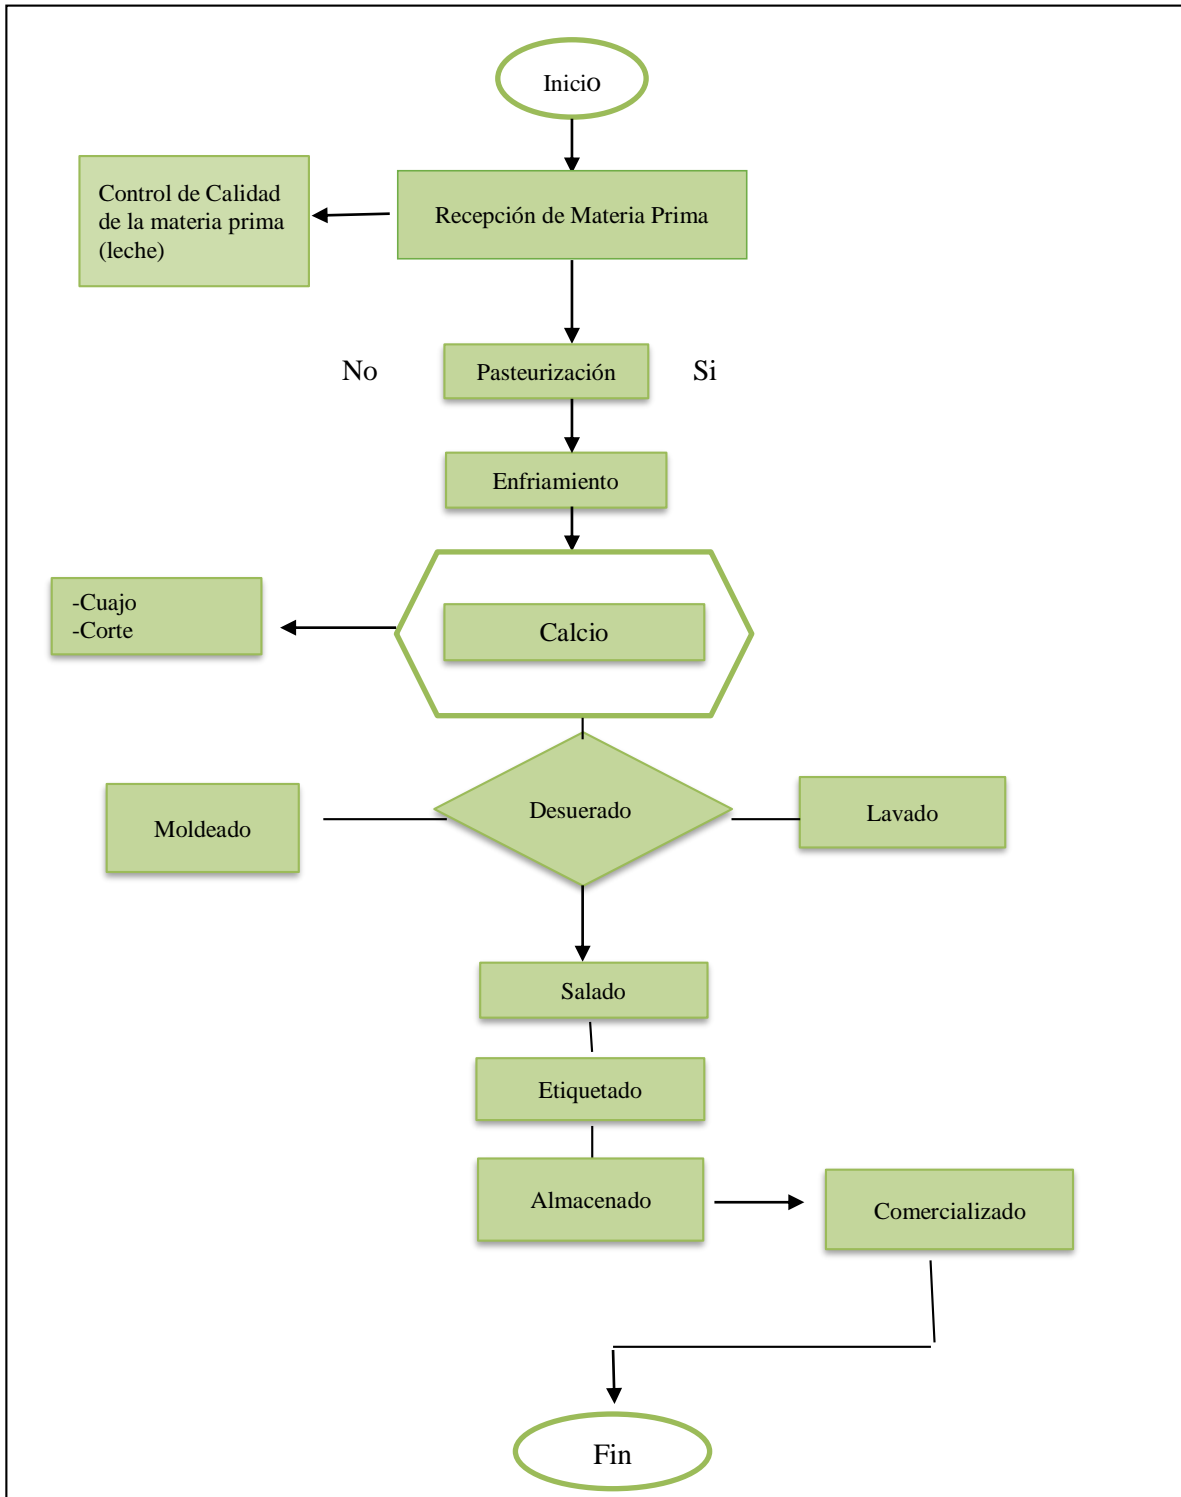 Inicio
Control de Calidad
de la materia prima
(leche)
Recepción de Materia Prima
No
Pasteurización
Si
Enfriamiento
-Cuajo
-Corte
Calcio
Moldeado
Desuerado
Lavado
Salado
Etiquetado
Almacenado
Comercializado
Fin